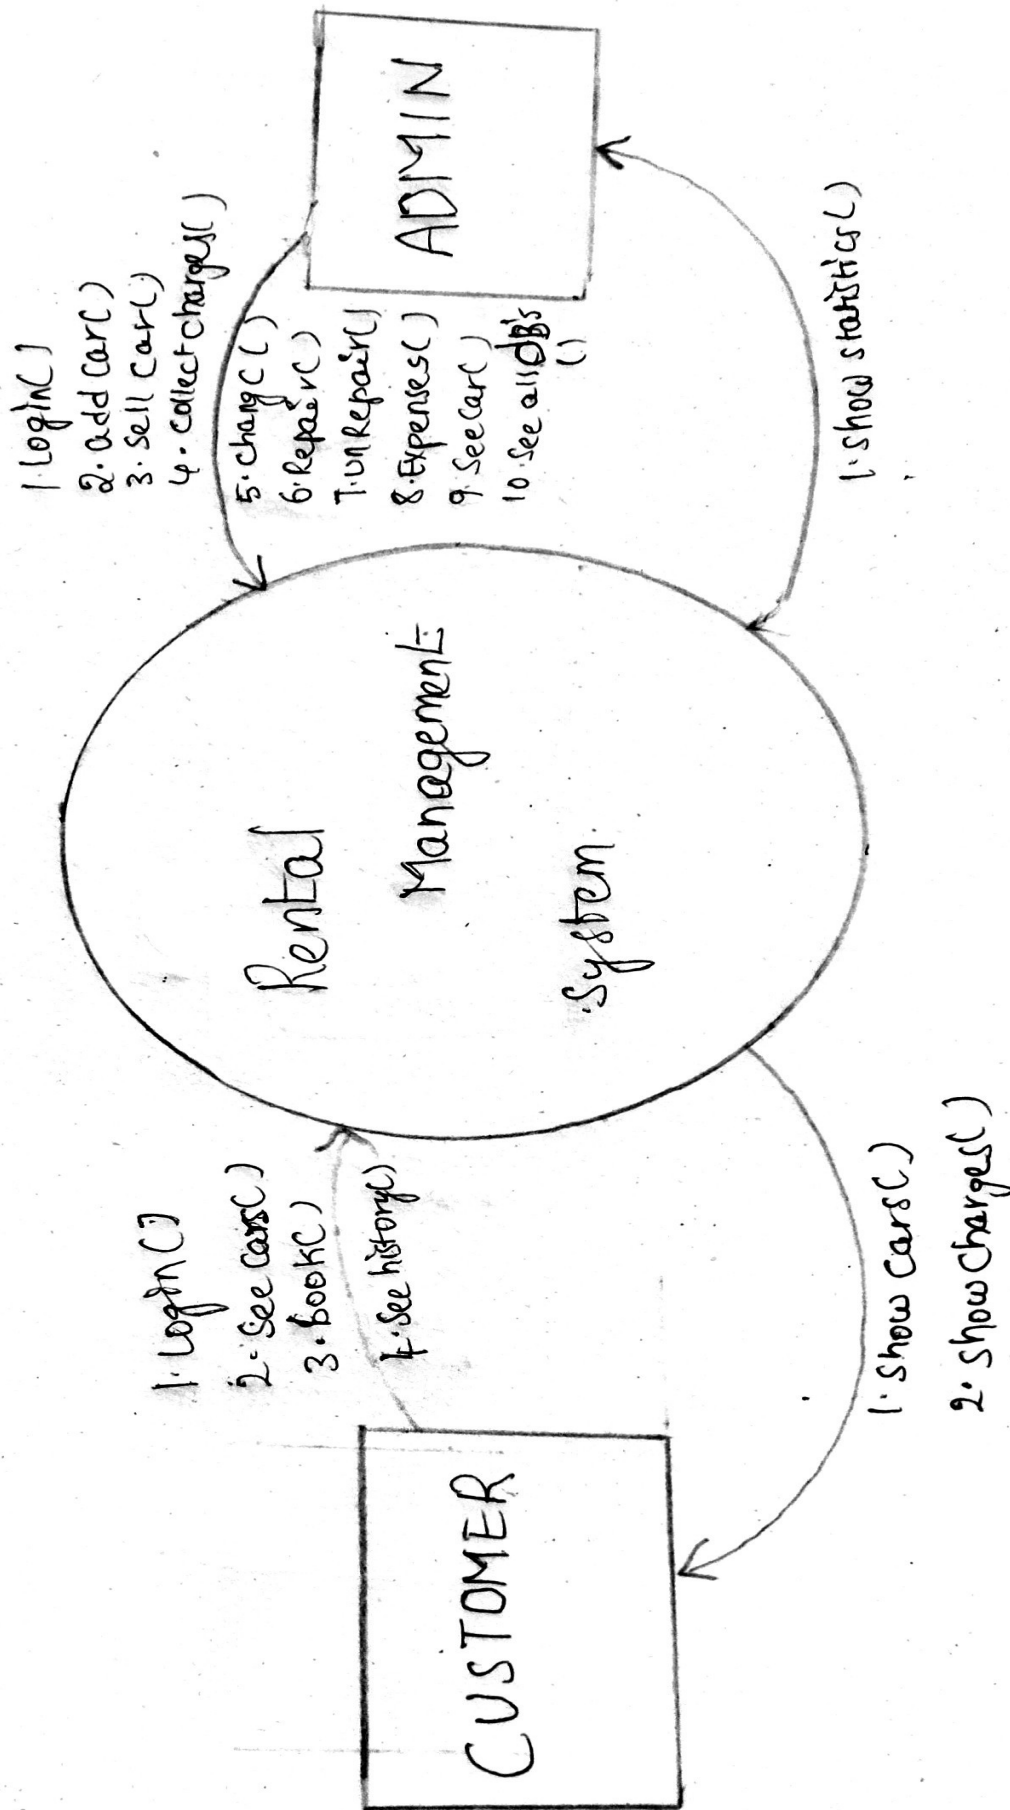 CUSTOMER
1. Login()
2. See cars()
3. book()
4. See history()
1. show cars()
2. show charges()
Rental
Management
System
1. Login()
2. add car()
3. sell car()
4. collect charges()
5. chang()
6. Repair()
7. unRepair()
8. Expenses()
9. See car()
10. See all dB's
()
ADMIN
1. show statistics()